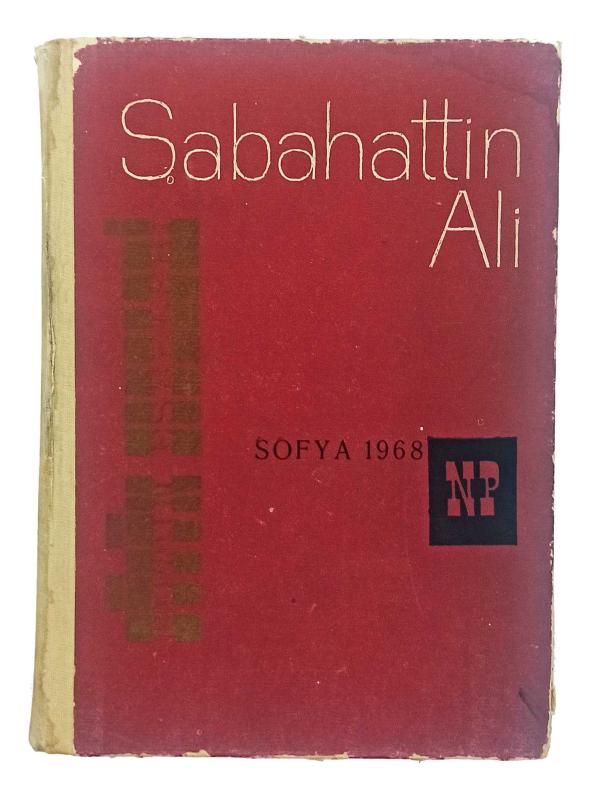 Sabahattin
Ali
SOFYA 1968
NP